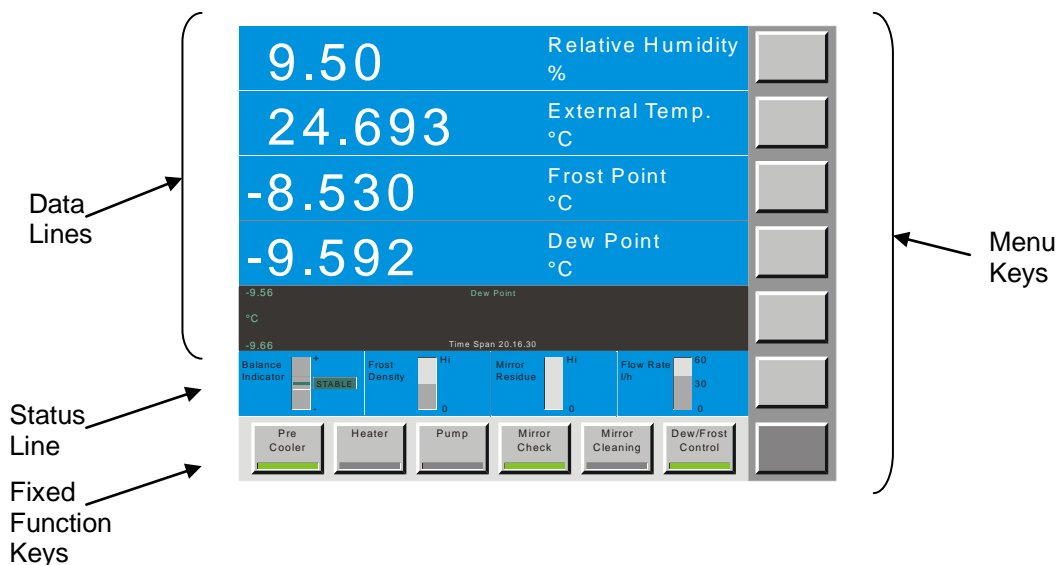 9.50
Relative Humidity
%
24.693
External Temp.
°C
-8.530
Frost Point
°C
-9.592
Dew Point
°C
-9.56
Dew Point
°C
-9.66
Time Span 20.16.30
Balance
Indicator
+
STABLE
-
Frost
Density
Hi
0
Mirror
Residue
Hi
0
Flow Rate
l/h
60
30
0
Pre
Cooler
Heater
Pump
Mirror
Check
Mirror
Cleaning
Dew/Frost
Control
Data
Lines
Status
Line
Fixed
Function
Keys
Menu
Keys